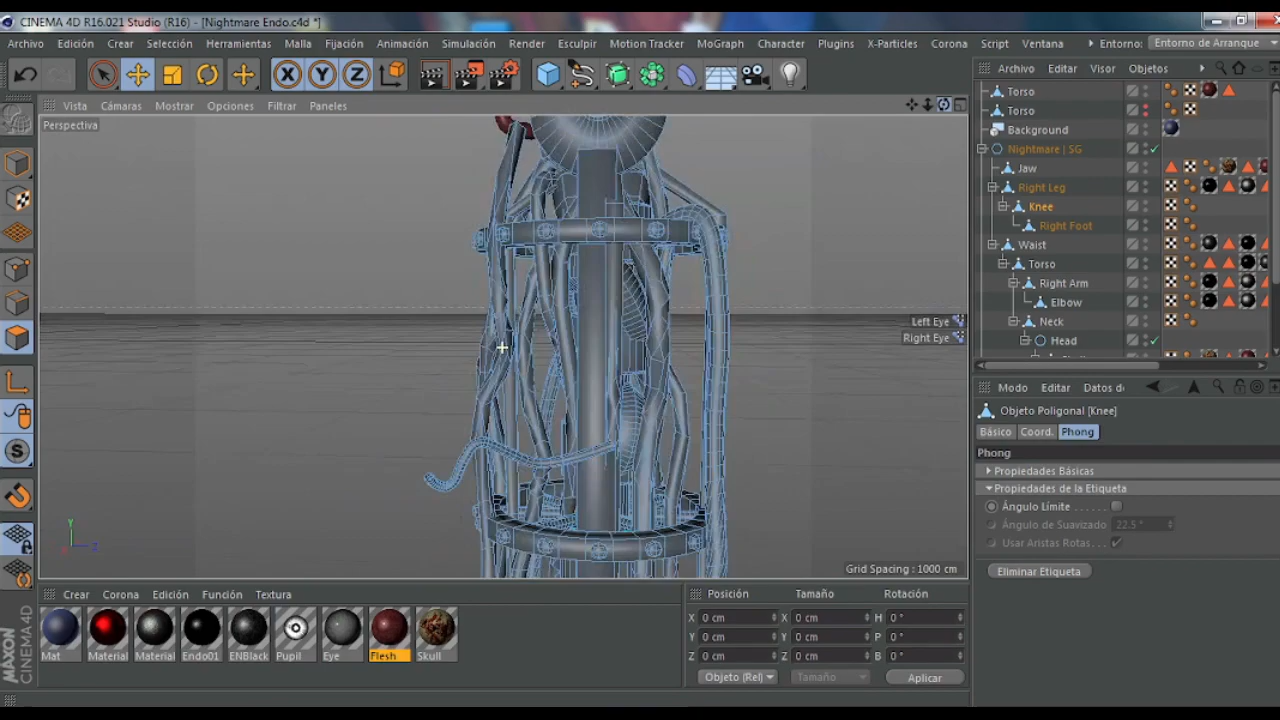 CINEMA 4D R16.021 Studio (R16) - [Nightmare Endo.c4d *]
Archivo Edición Crear Selección Herramientas Malla Fijación Animación Simulación Render Esculpir Motion Tracker MoGraph Character Plugins X-Particles Corona Script Ventana Entorno: Entorno de Arranque
X Y Z
Archivo Editar Visor Objetos
Vista Cámaras Mostrar Opciones Filtrar Paneles
Perspectiva
Torso
Torso
Background
Nightmare | SG
Jaw
Right Leg
Knee
Right Foot
Waist
Torso
Right Arm
Elbow
Neck
Head
Left Eye
Right Eye
Modo Editar Datos d
Objeto Poligonal [Knee]
Básico Coord. Phong
Phong
Propiedades Básicas
Propiedades de la Etiqueta
Ángulo Límite . . . . . . .
Ángulo de Suavizado 22.5 °
Usar Aristas Rotas. . . .
Eliminar Etiqueta
S
Y
X
Z
Grid Spacing : 1000 cm
Crear Corona Edición Función Textura
Mat Material Material Endo01 ENBlack Pupil Eye Flesh Skull
Posición Tamaño Rotación
X 0 cm X 0 cm H 0 °
Y 0 cm Y 0 cm P 0 °
Z 0 cm Z 0 cm B 0 °
Objeto (Rel) Tamaño Aplicar
MAXON
CINEMA 4D